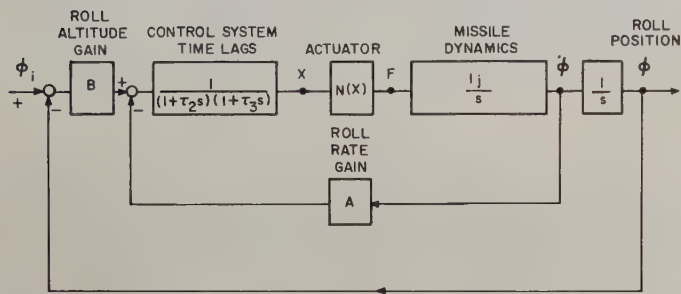 ROLL
ALTITUDE
GAIN
CONTROL SYSTEM
TIME LAGS
ACTUATOR
MISSILE
DYNAMICS
ROLL
POSITION
ϕi
+
−
B
+
−
1
(1+τ2s)(1+τ3s)
X
N(X)
F
lj
s
ϕ̇
1
s
ϕ
ROLL
RATE
GAIN
A